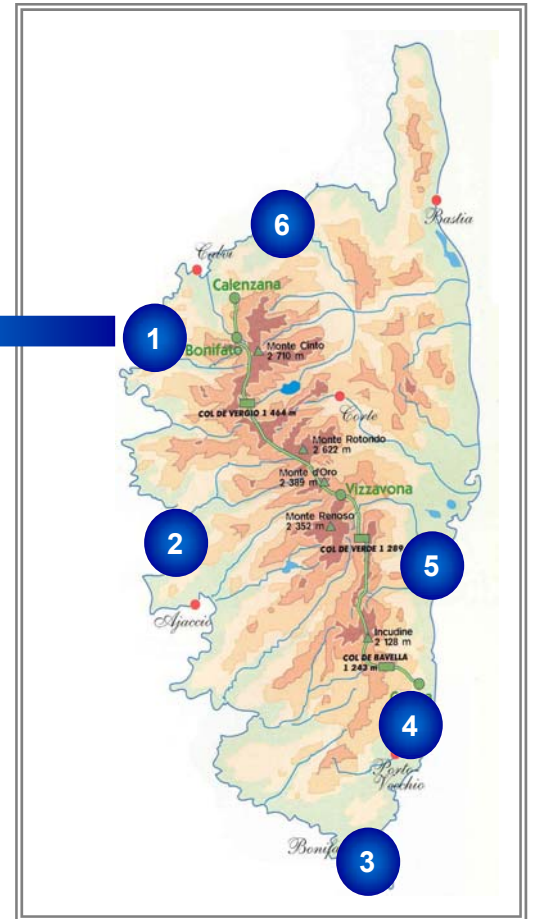 Bastia
6
Calvi
Calenzana
1
Bonifato
Monte Cinto
2 710 m
COL DE VERGIO 1 464 m
Corte
Monte Rotondo
2 622 m
Monte d'Oro
2 389 m
Vizzavona
Monte Renoso
2 352 m
2
COL DE VERDE 1 289
5
Ajaccio
Incudine
2 128 m
COL DE BAVELLA
1 243 m
4
Porto-
Vecchio
Bonifa
3